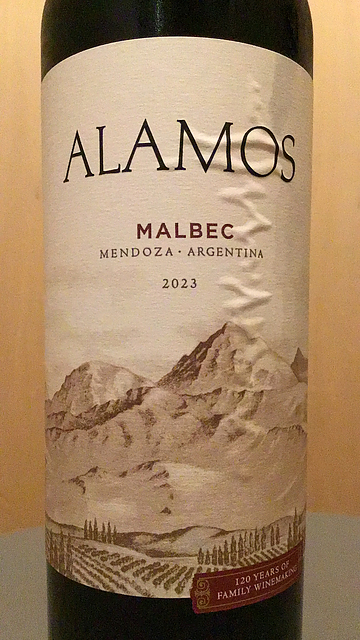 ALAMOS
MALBEC
MENDOZA · ARGENTINA
2023
120 YEARS OF
FAMILY WINEMAKING